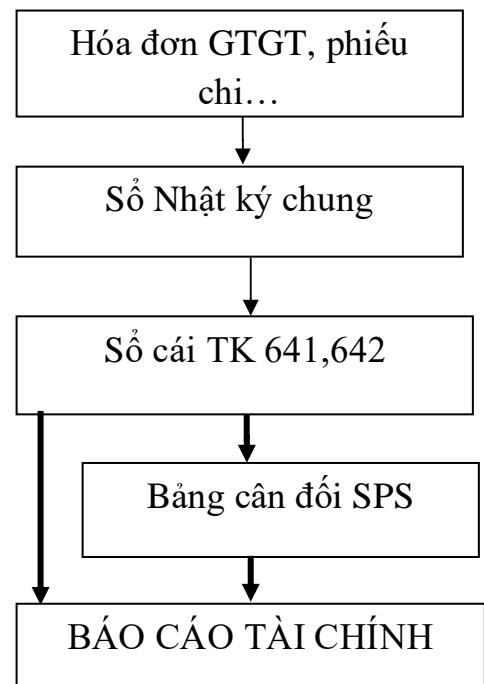 Hóa đơn GTGT, phiếu
chi…
Sổ Nhật ký chung
Sổ cái TK 641,642
Bảng cân đối SPS
BÁO CÁO TÀI CHÍNH